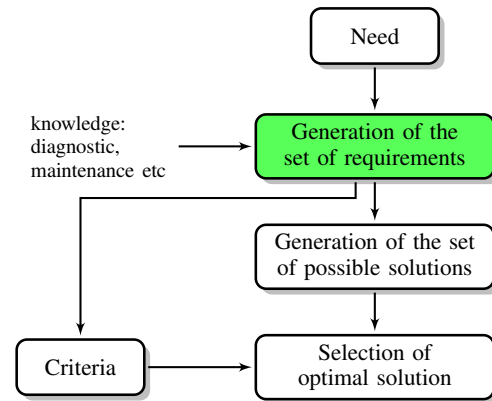 Need
knowledge:
diagnostic,
maintenance etc
Generation of the
set of requirements
Generation of the set
of possible solutions
Criteria
Selection of
optimal solution